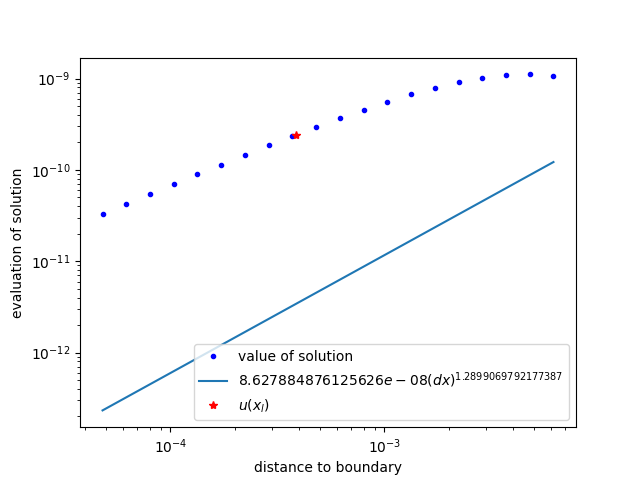 10⁻⁹
10⁻¹⁰
10⁻¹¹
10⁻¹²
evaluation of solution
value of solution
8.627884876125626e − 08(dx)^1.2899069792177387
u(x_l)
10⁻⁴
10⁻³
distance to boundary